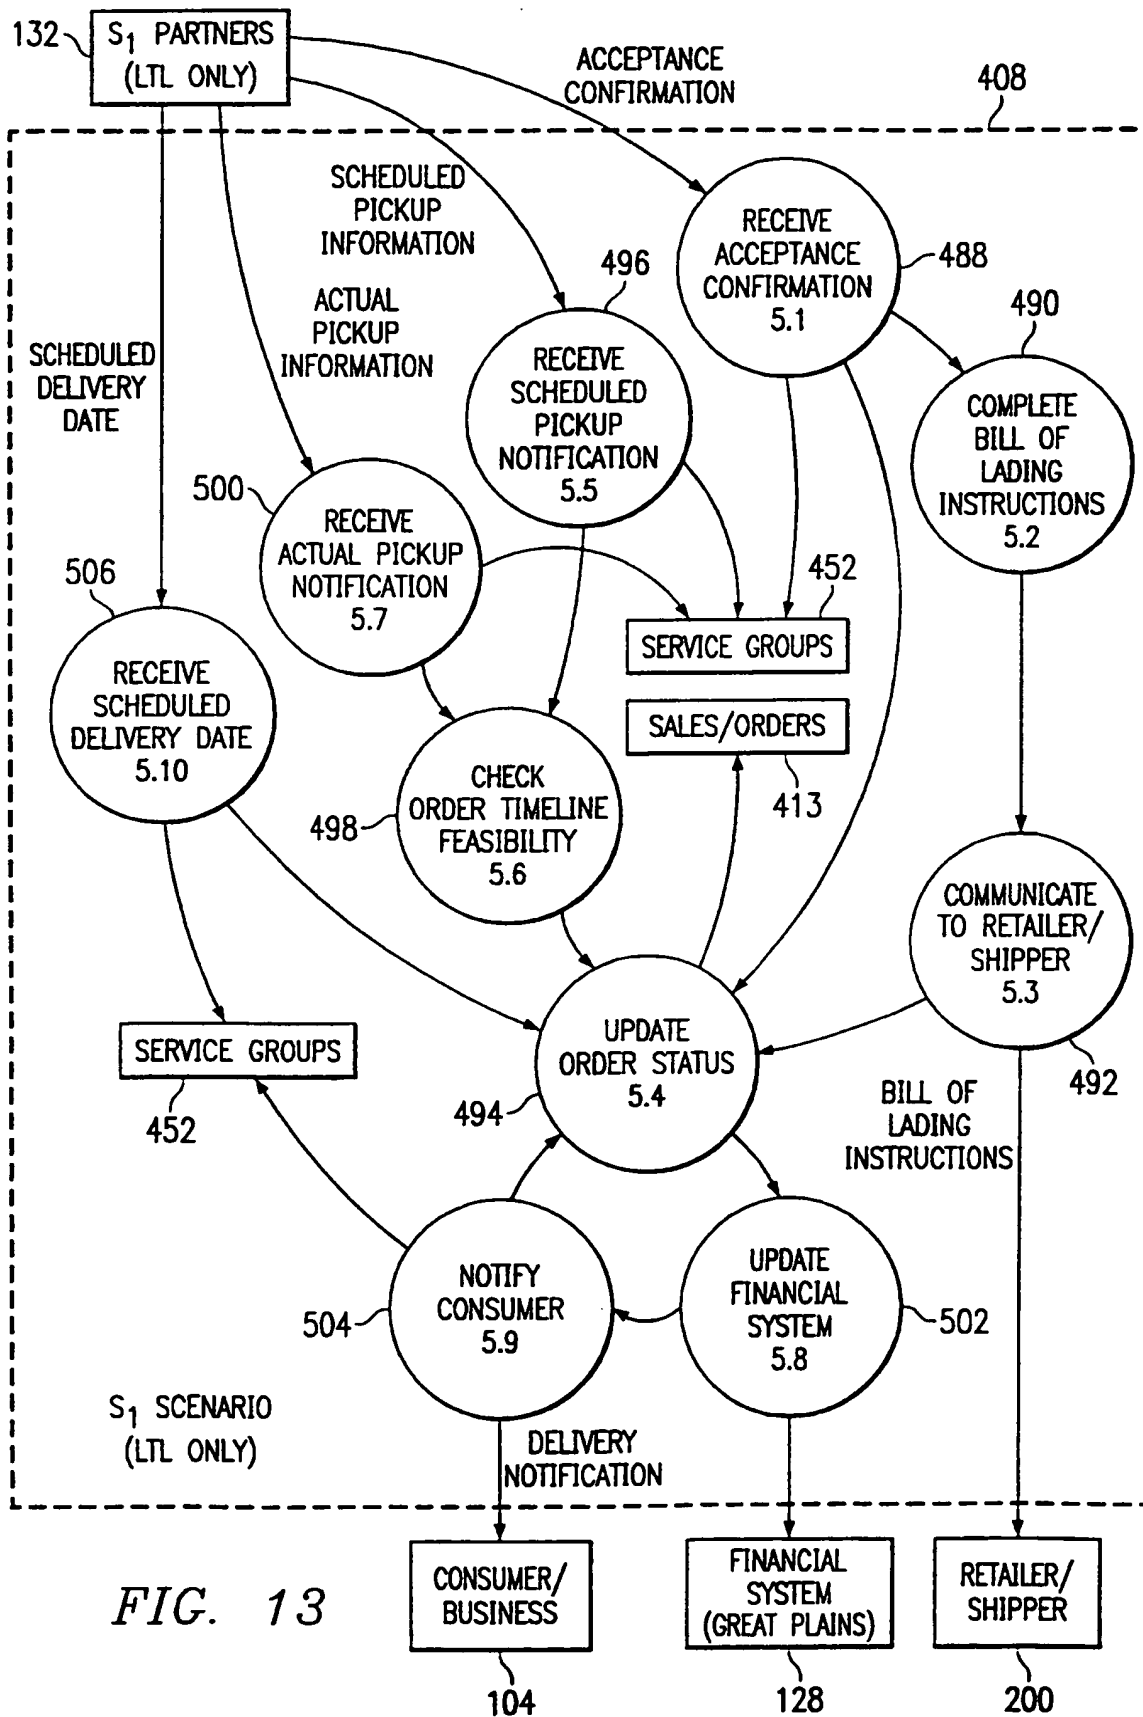 132
S1 PARTNERS
(LTL ONLY)
ACCEPTANCE
CONFIRMATION
408
SCHEDULED
PICKUP
INFORMATION
ACTUAL
PICKUP
INFORMATION
SCHEDULED
DELIVERY
DATE
RECEIVE
ACCEPTANCE
CONFIRMATION
5.1
488
496
490
RECEIVE
SCHEDULED
PICKUP
NOTIFICATION
5.5
COMPLETE
BILL OF
LADING
INSTRUCTIONS
5.2
500
RECEIVE
ACTUAL PICKUP
NOTIFICATION
5.7
506
RECEIVE
SCHEDULED
DELIVERY DATE
5.10
452
SERVICE GROUPS
SALES/ORDERS
413
498
CHECK
ORDER TIMELINE
FEASIBILITY
5.6
COMMUNICATE
TO RETAILER/
SHIPPER
5.3
492
SERVICE GROUPS
452
UPDATE
ORDER STATUS
5.4
494
BILL OF
LADING
INSTRUCTIONS
NOTIFY
CONSUMER
5.9
504
UPDATE
FINANCIAL
SYSTEM
5.8
502
S1 SCENARIO
(LTL ONLY)
DELIVERY
NOTIFICATION
FIG. 13
CONSUMER/
BUSINESS
104
FINANCIAL
SYSTEM
(GREAT PLAINS)
128
RETAILER/
SHIPPER
200